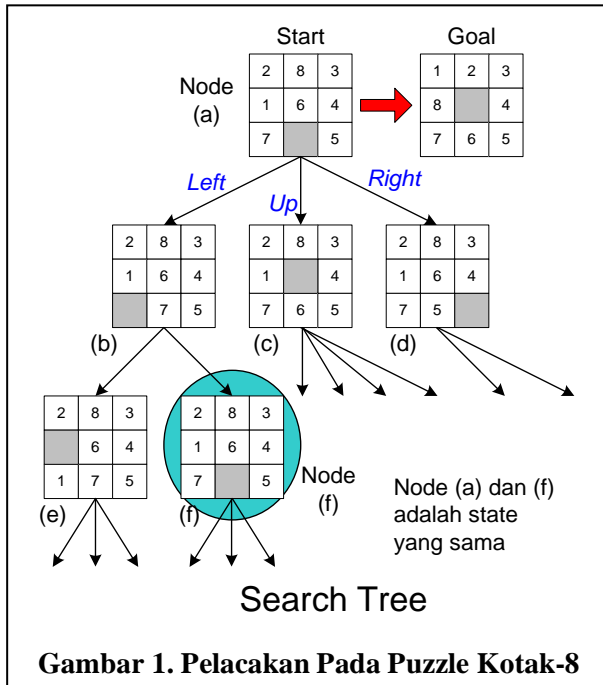 Start Goal
Node
(a)
2 8 3
1 6 4
7 5
1 2 3
8 4
7 6 5
Left
Up
Right
2 8 3
1 6 4
7 5
(b)
2 8 3
1 4
7 6 5
(c)
2 8 3
1 6 4
7 5
(d)
2 8 3
6 4
1 7 5
(e)
2 8 3
1 6 4
7 5
(f)
Node
(f)
Node (a) dan (f)
adalah state
yang sama
Search Tree
Gambar 1. Pelacakan Pada Puzzle Kotak-8